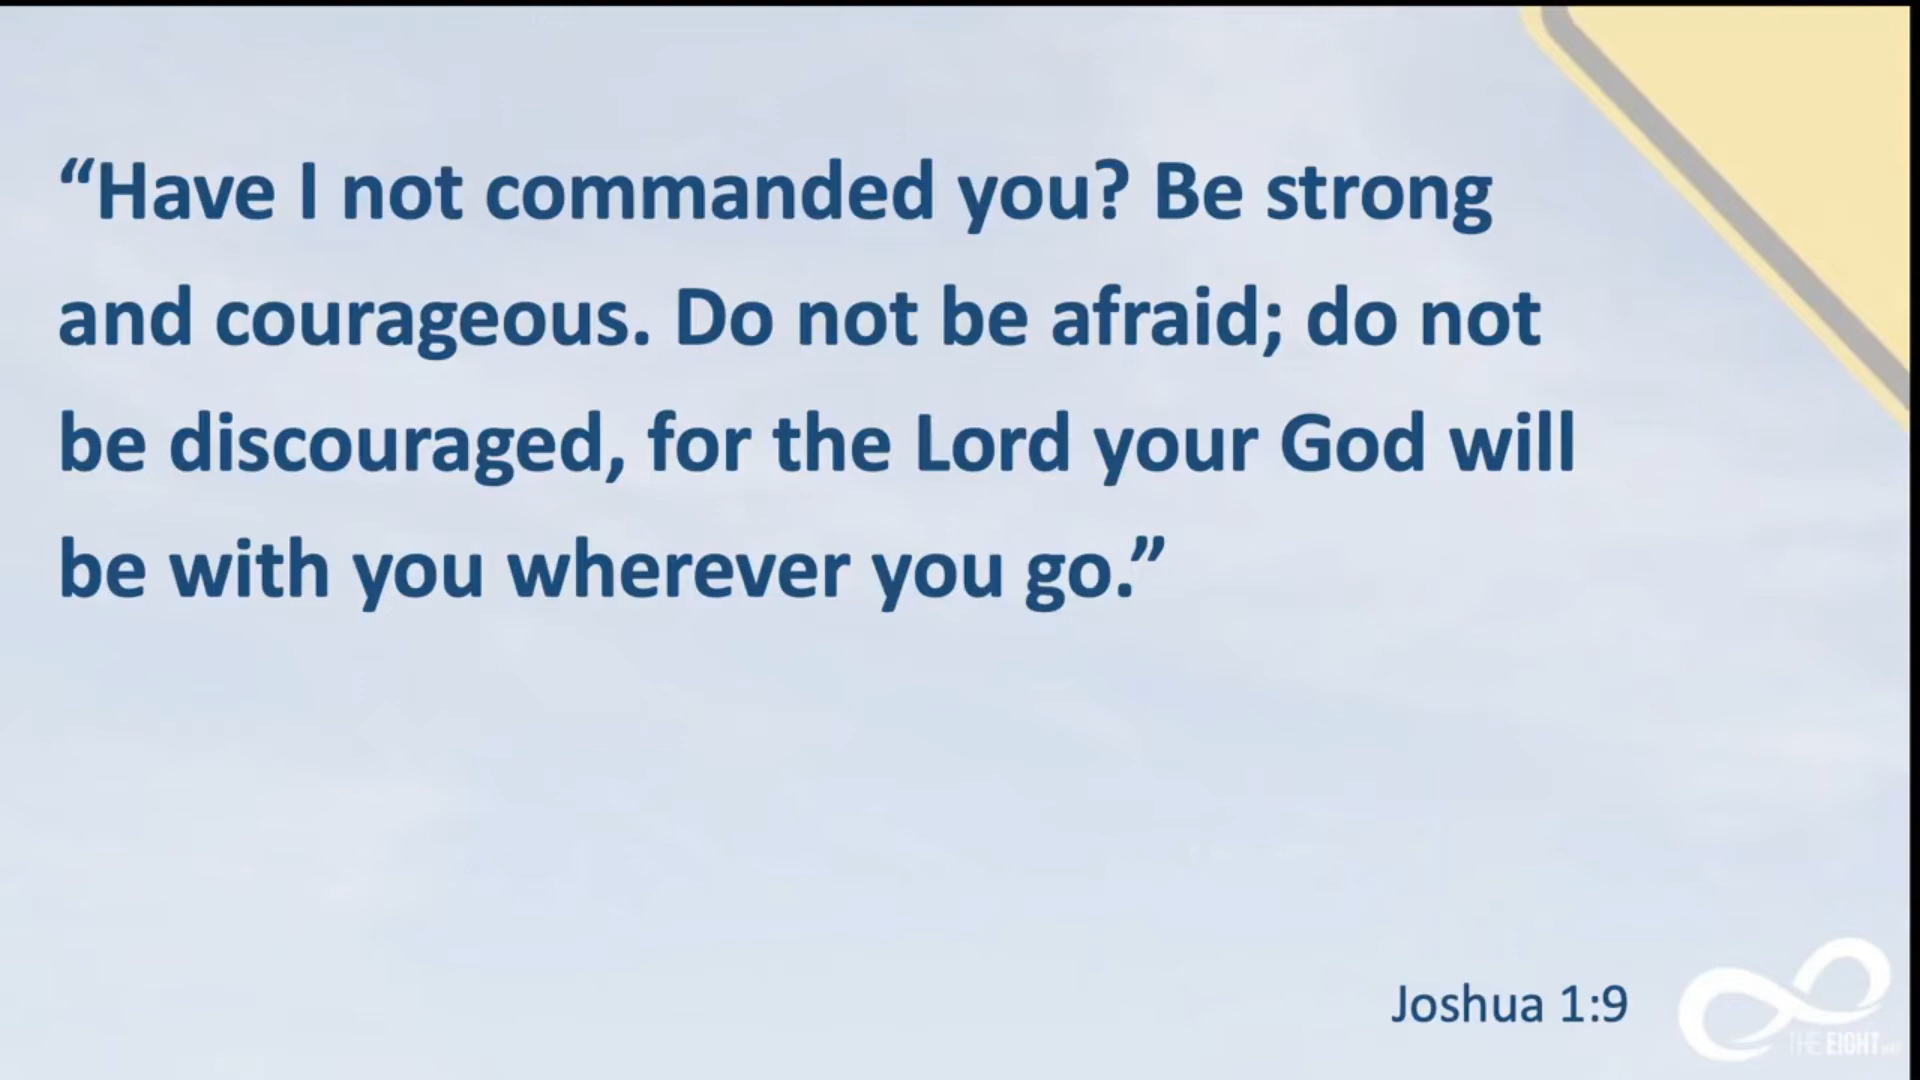 “Have I not commanded you? Be strong
and courageous. Do not be afraid; do not
be discouraged, for the Lord your God will
be with you wherever you go.”
Joshua 1:9
THE EIGHT